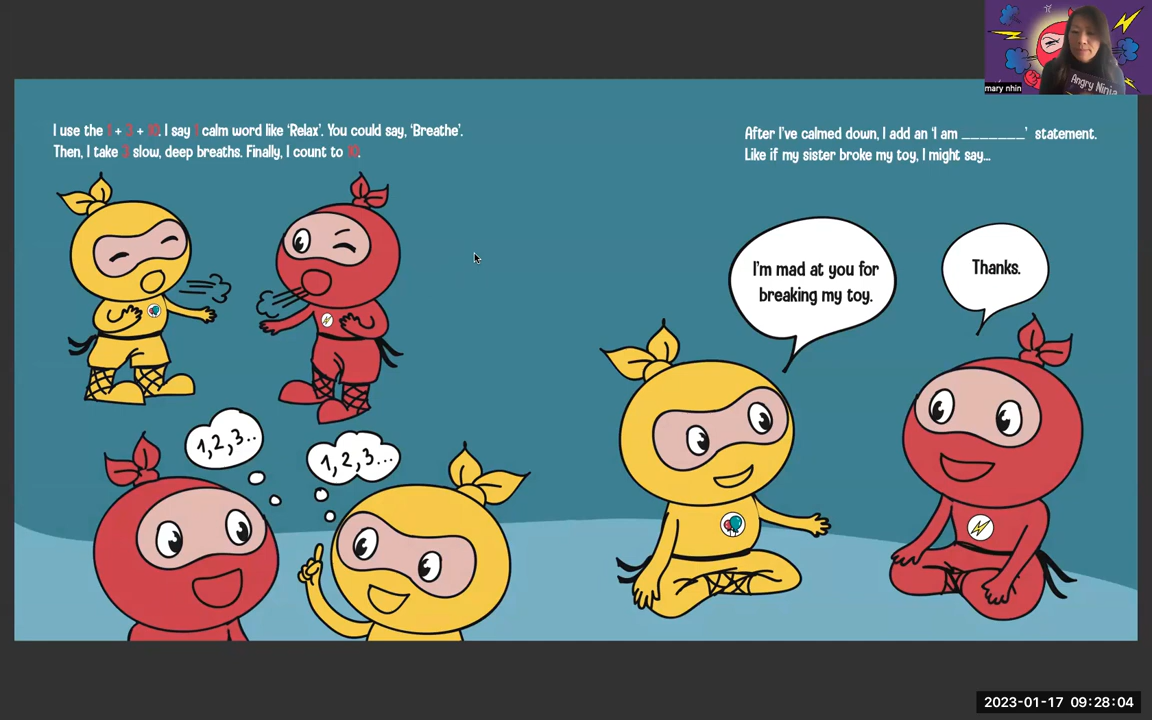 I use the 1 + 3 + 10. I say 1 calm word like 'Relax'. You could say, 'Breathe'.
Then, I take 3 slow, deep breaths. Finally, I count to 10.
After I've calmed down, I add an 'I am _______' statement.
Like if my sister broke my toy, I might say...
I'm mad at you for
breaking my toy.
Thanks.
1,2,3..
1,2,3...
Angry Ninja
mary nhin
2023-01-17 09:28:04